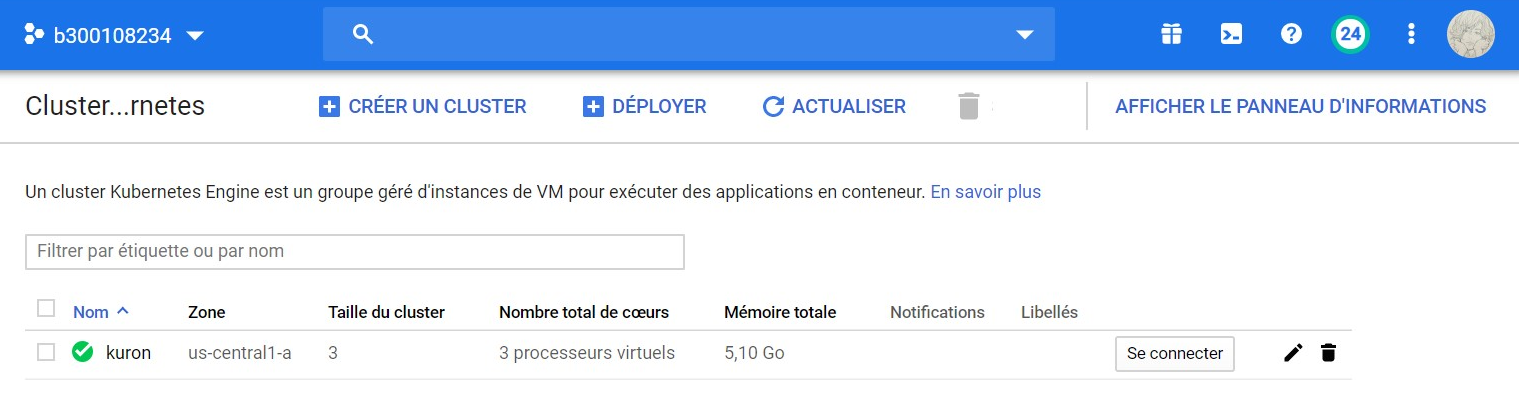 b300108234
24
Cluster...rnetes
CRÉER UN CLUSTER
DÉPLOYER
ACTUALISER
AFFICHER LE PANNEAU D'INFORMATIONS
Un cluster Kubernetes Engine est un groupe géré d'instances de VM pour exécuter des applications en conteneur. En savoir plus
Filtrer par étiquette ou par nom
Nom Zone Taille du cluster Nombre total de cœurs Mémoire totale Notifications Libellés
kuron us-central1-a 3 3 processeurs virtuels 5,10 Go Se connecter